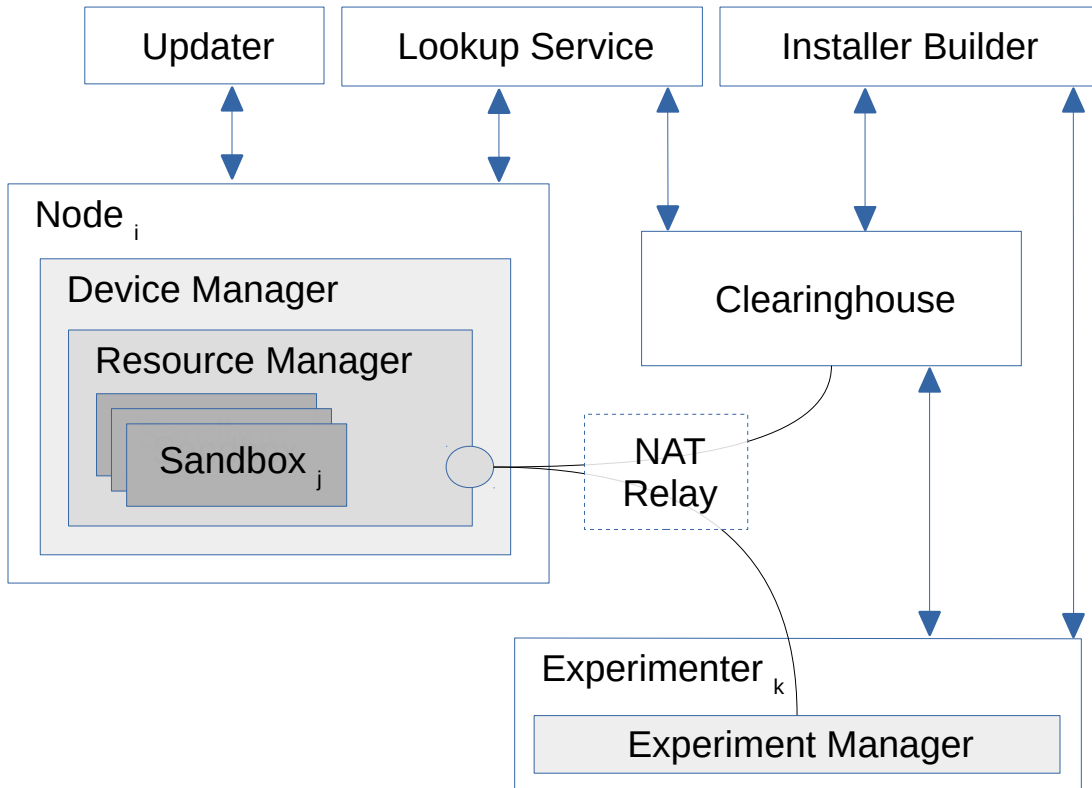 Updater
Lookup Service
Installer Builder
Node i
Device Manager
Clearinghouse
Resource Manager
Sandbox j
NAT
Relay
Experimenter k
Experiment Manager